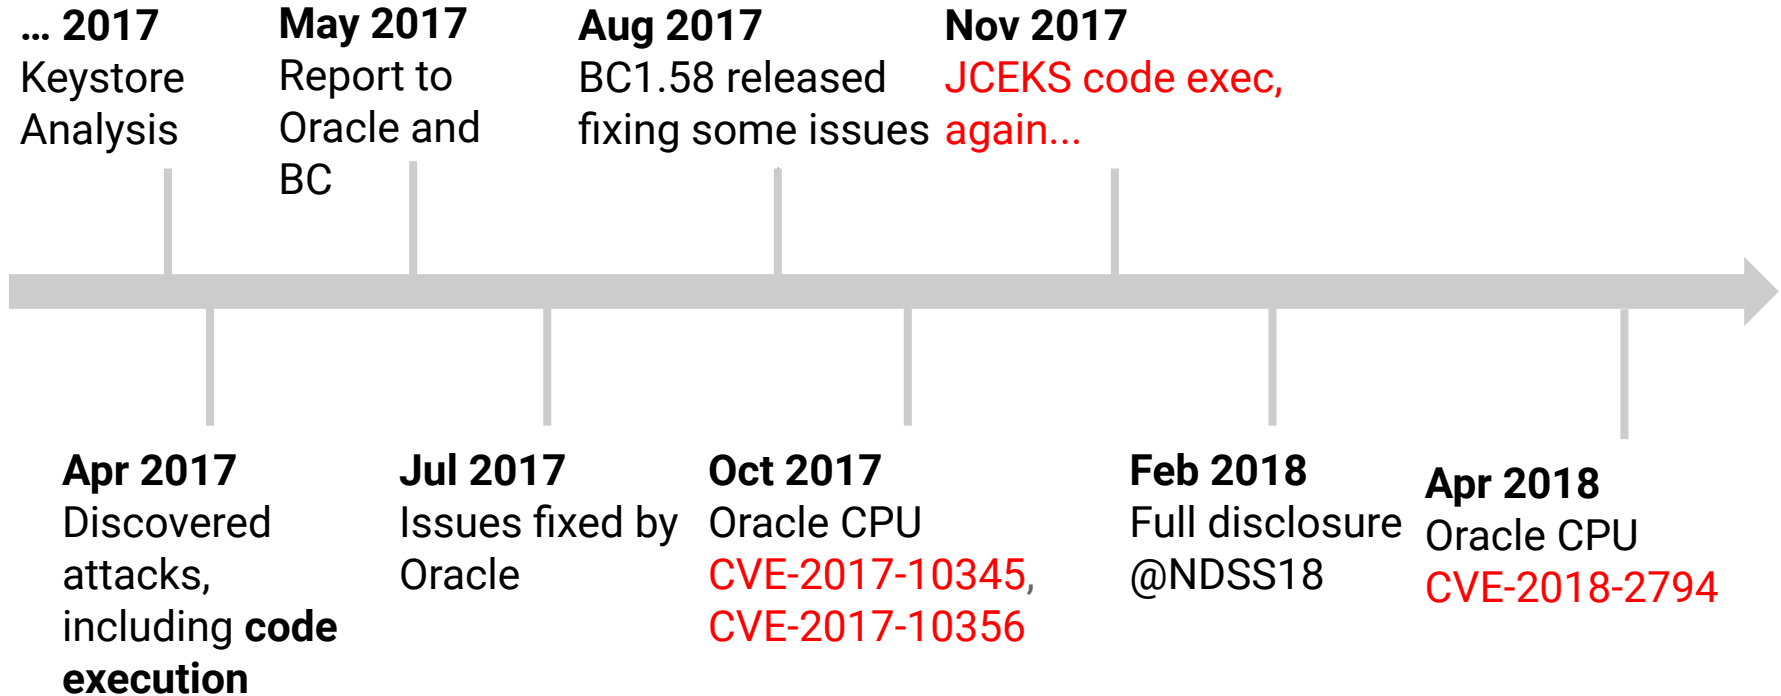 ... 2017
Keystore
Analysis
May 2017
Report to
Oracle and
BC
Aug 2017
BC1.58 released
fixing some issues
Nov 2017
JCEKS code exec,
again...
Apr 2017
Discovered
attacks,
including code
execution
Jul 2017
Issues fixed by
Oracle
Oct 2017
Oracle CPU
CVE-2017-10345,
CVE-2017-10356
Feb 2018
Full disclosure
@NDSS18
Apr 2018
Oracle CPU
CVE-2018-2794